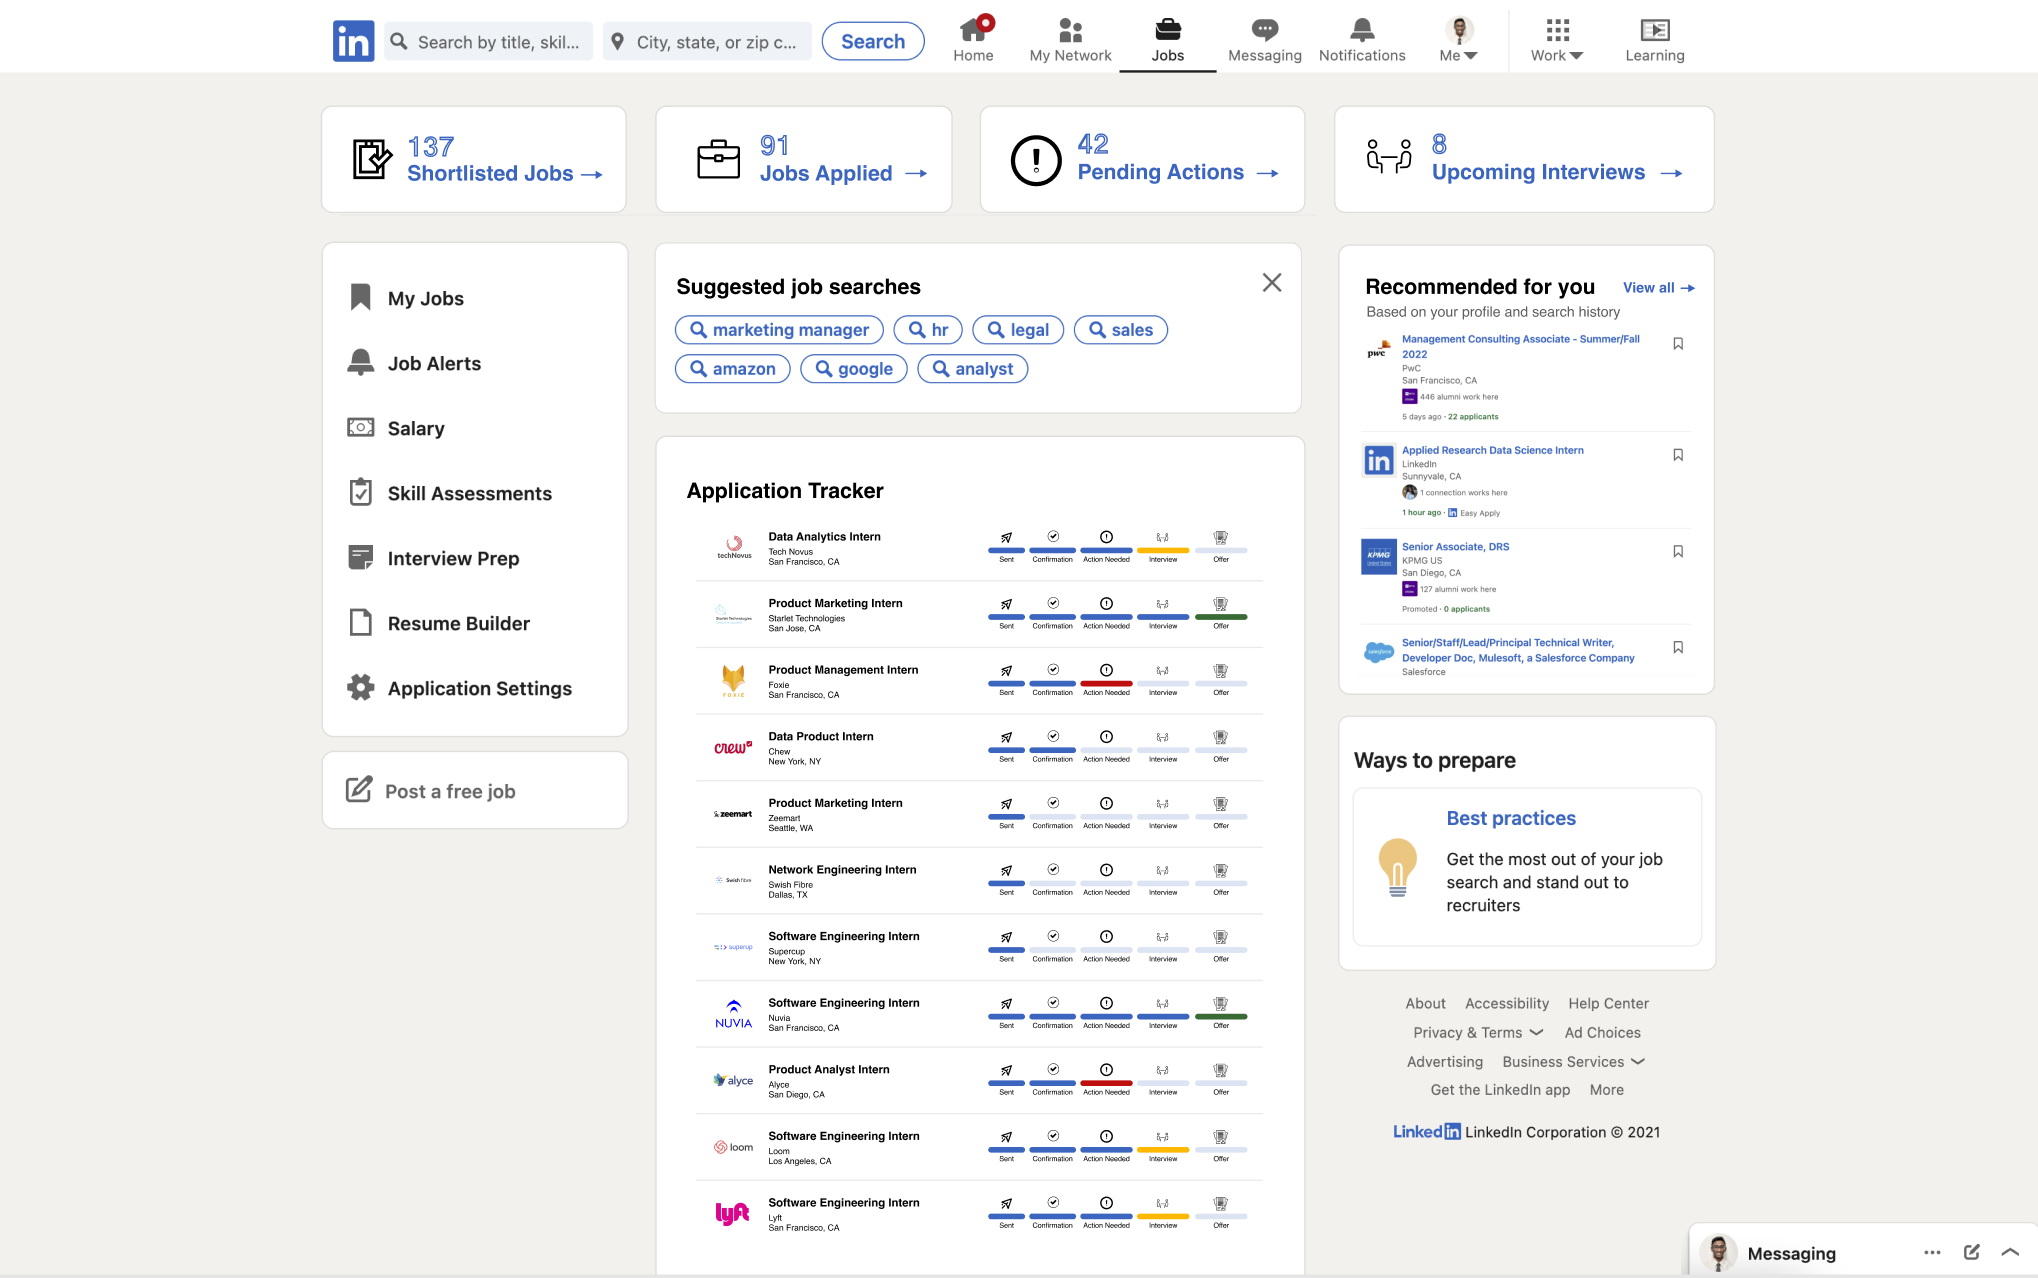 in
Search by title, skil...
City, state, or zip c...
Search
Home
My Network
Jobs
Messaging
Notifications
Me
Work
Learning
137
Shortlisted Jobs →
91
Jobs Applied →
42
Pending Actions →
8
Upcoming Interviews →
My Jobs
Job Alerts
Salary
Skill Assessments
Interview Prep
Resume Builder
Application Settings
Post a free job
Suggested job searches
marketing manager
hr
legal
sales
amazon
google
analyst
Application Tracker
techNovus
Data Analytics Intern
Tech Novus
San Francisco, CA
Sent Confirmation Action Needed Interview Offer
Starlet Technologies
Product Marketing Intern
Starlet Technologies
San Jose, CA
Sent Confirmation Action Needed Interview Offer
FOXIE
Product Management Intern
Foxie
San Francisco, CA
Sent Confirmation Action Needed Interview Offer
crew
Data Product Intern
Chew
New York, NY
Sent Confirmation Action Needed Interview Offer
zeemart
Product Marketing Intern
Zeemart
Seattle, WA
Sent Confirmation Action Needed Interview Offer
Swish fibre
Network Engineering Intern
Swish Fibre
Dallas, TX
Sent Confirmation Action Needed Interview Offer
superup
Software Engineering Intern
Supercup
New York, NY
Sent Confirmation Action Needed Interview Offer
NUVIA
Software Engineering Intern
Nuvia
San Francisco, CA
Sent Confirmation Action Needed Interview Offer
alyce
Product Analyst Intern
Alyce
San Diego, CA
Sent Confirmation Action Needed Interview Offer
loom
Software Engineering Intern
Loom
Los Angeles, CA
Sent Confirmation Action Needed Interview Offer
lyft
Software Engineering Intern
Lyft
San Francisco, CA
Sent Confirmation Action Needed Interview Offer
Recommended for you
View all →
Based on your profile and search history
pwc
Management Consulting Associate - Summer/Fall
2022
PwC
San Francisco, CA
446 alumni work here
5 days ago · 22 applicants
in
Applied Research Data Science Intern
LinkedIn
Sunnyvale, CA
1 connection works here
1 hour ago · in Easy Apply
KPMG
Senior Associate, DRS
KPMG US
San Diego, CA
127 alumni work here
Promoted · 0 applicants
salesforce
Senior/Staff/Lead/Principal Technical Writer,
Developer Doc, Mulesoft, a Salesforce Company
Salesforce
Ways to prepare
Best practices
Get the most out of your job
search and stand out to
recruiters
About Accessibility Help Center
Privacy & Terms Ad Choices
Advertising Business Services
Get the LinkedIn app More
Linkedin LinkedIn Corporation © 2021
Messaging